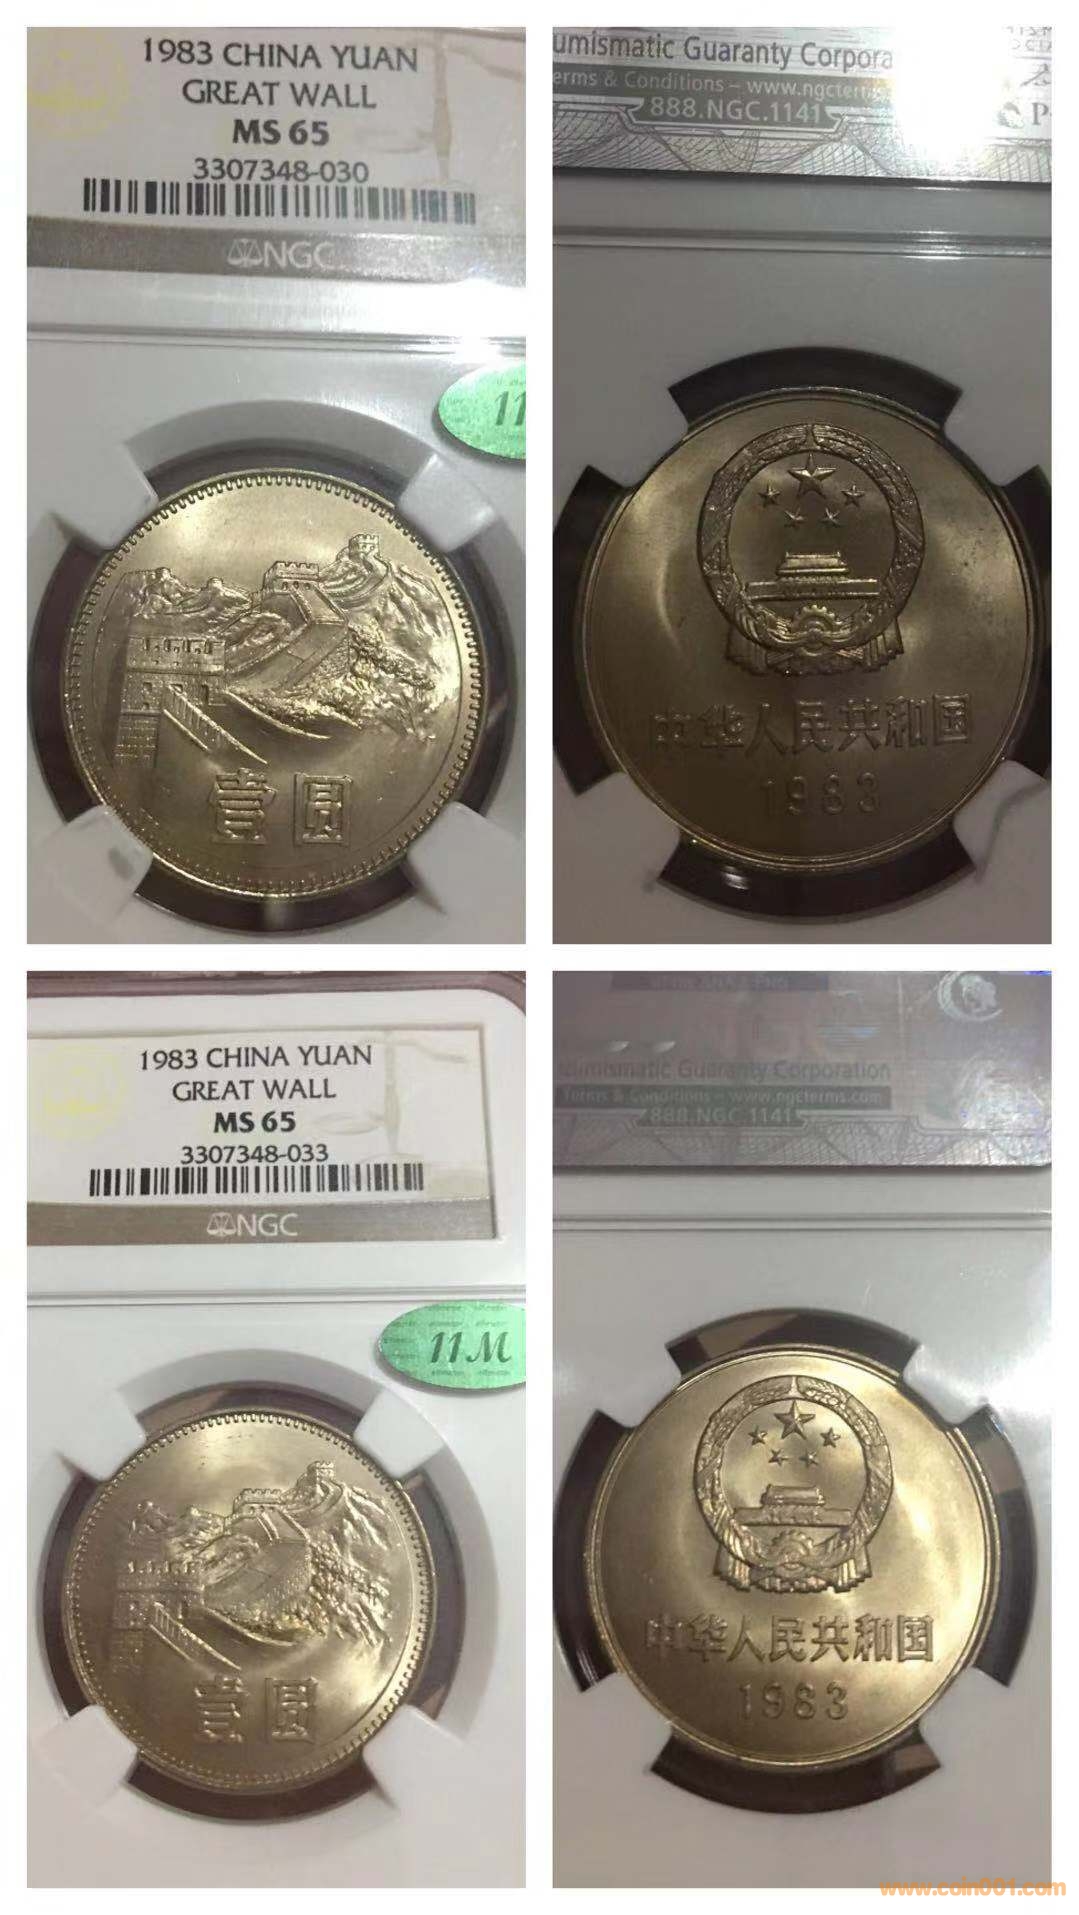 1983 CHINA YUAN
GREAT WALL
MS 65
3307348-030
NGC
11
壹圆
umismatic Guaranty Corpora
erms & Conditions – www.ngcterms
888.NGC.1141
中华人民共和国
1983
1983 CHINA YUAN
GREAT WALL
MS 65
3307348-033
NGC
11M
壹圆
Numismatic Guaranty Corporation
Terms & Conditions – www.ngcterms.com
888.NGC.1141
中华人民共和国
1983
www.coin001.com